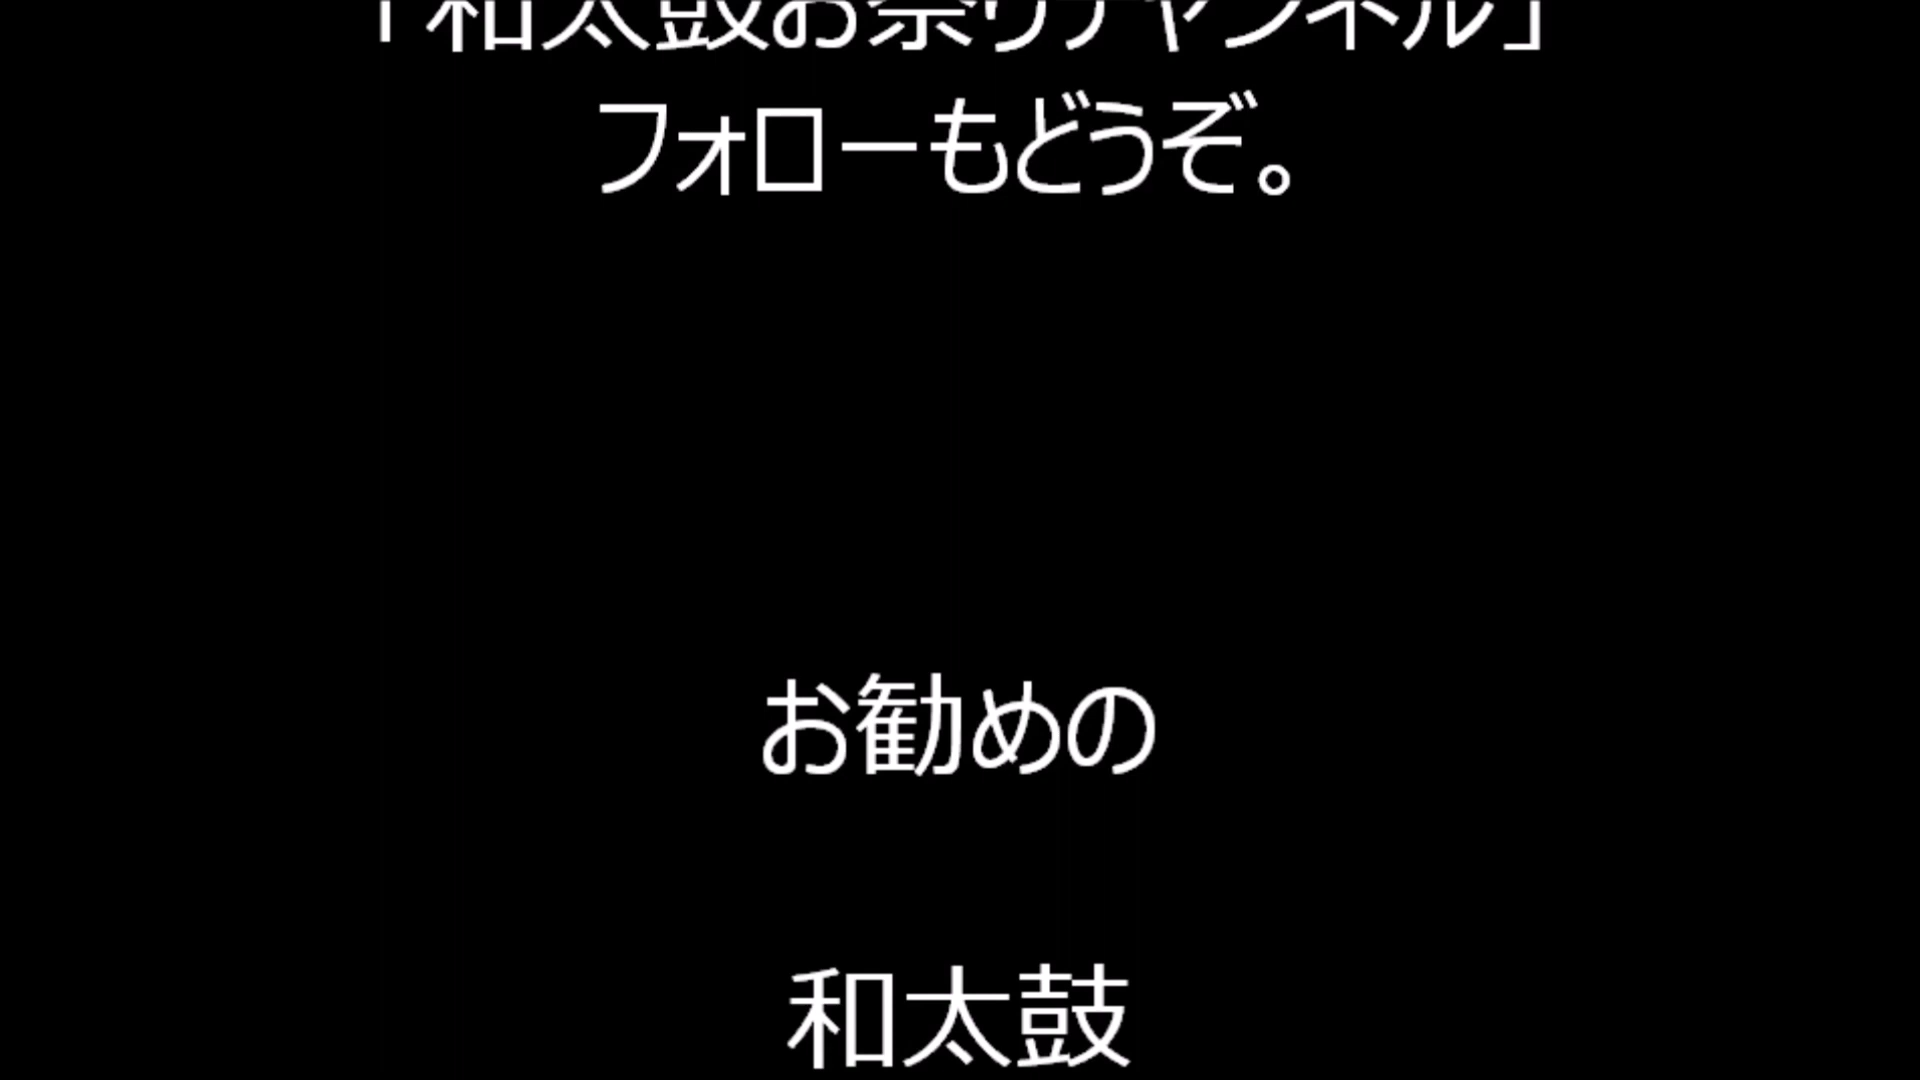 「和太鼓お祭りチャンネル」
フォローもどうぞ。
お勧めの
和太鼓